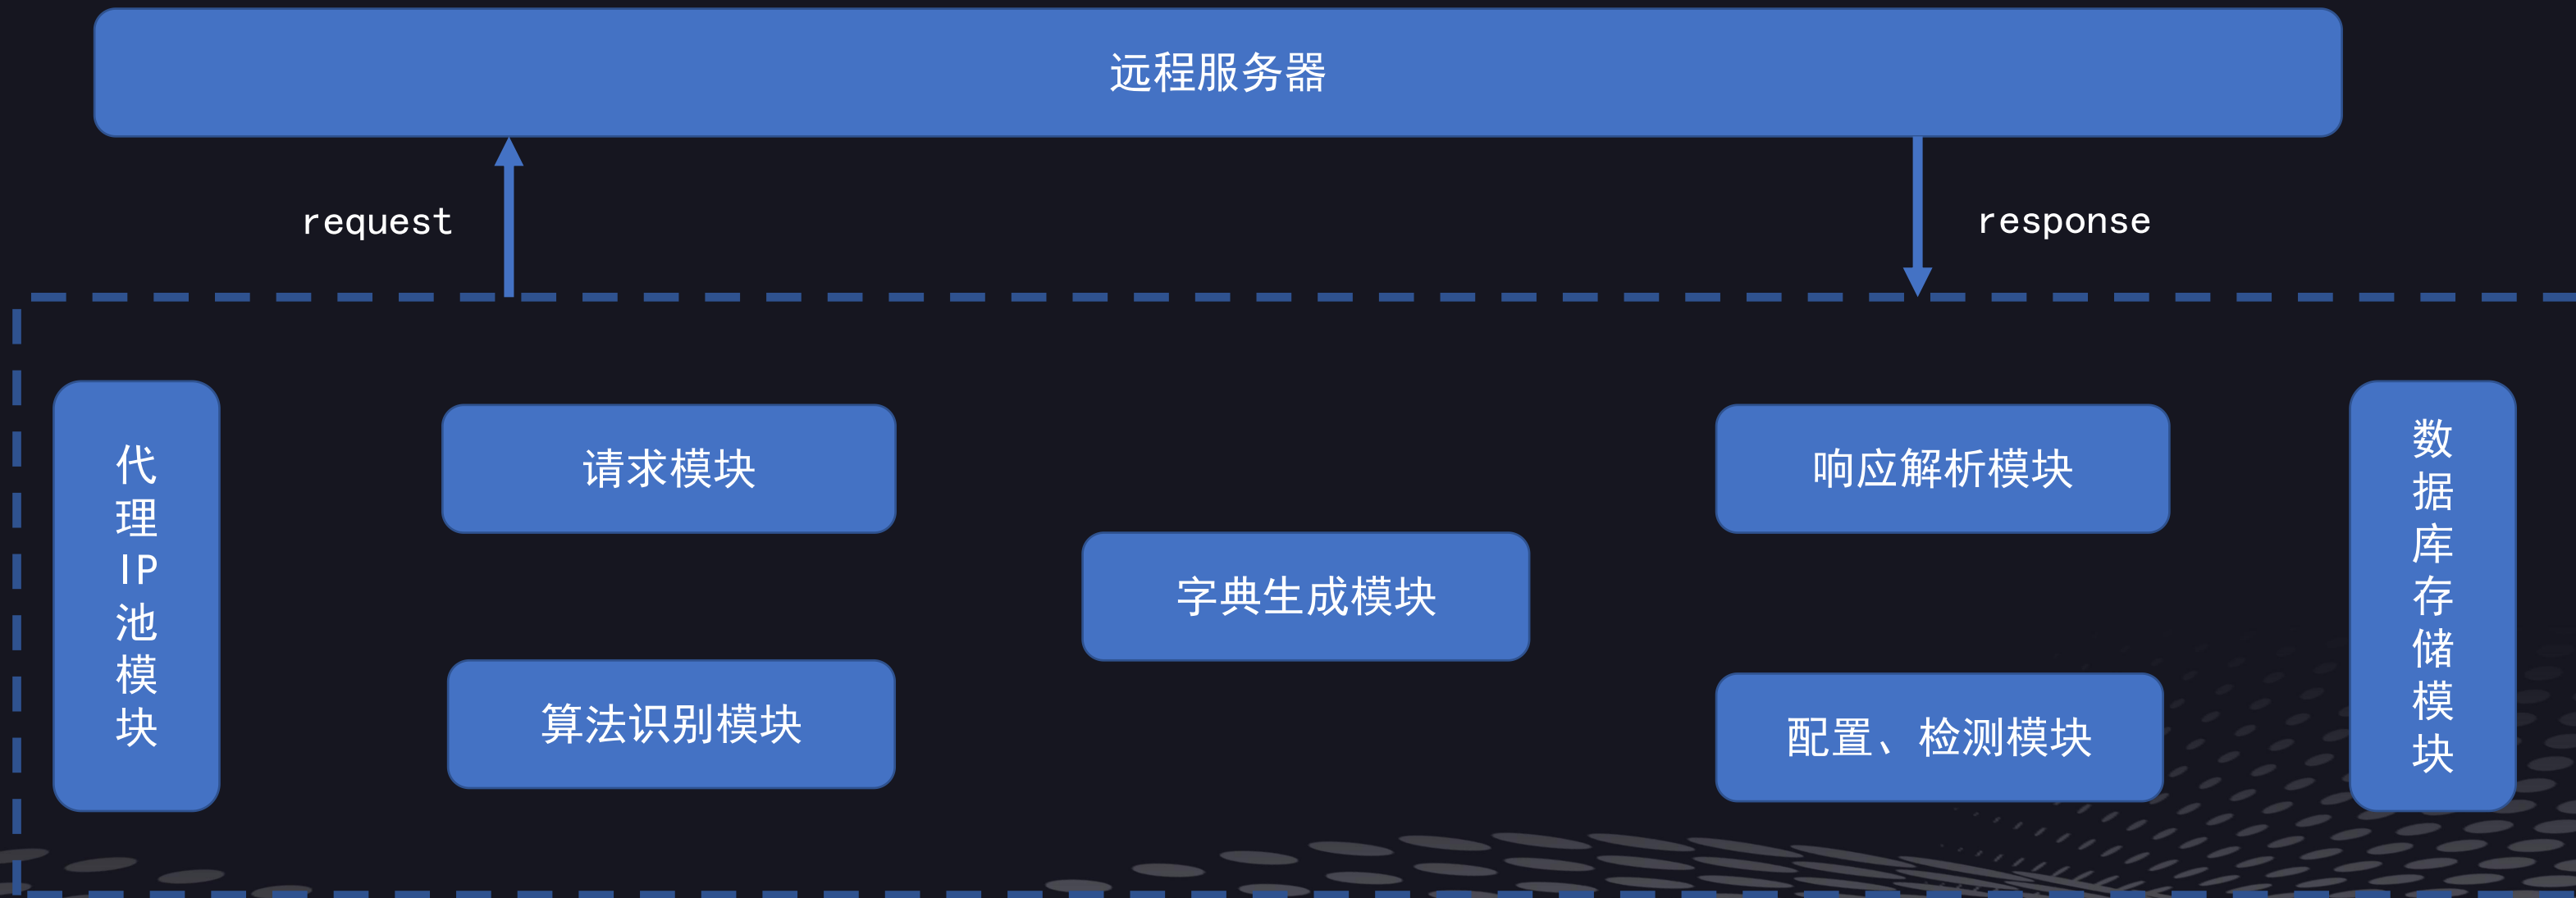 远程服务器
request
response
代理IP池模块
请求模块
响应解析模块
数据库存储模块
字典生成模块
算法识别模块
配置、检测模块